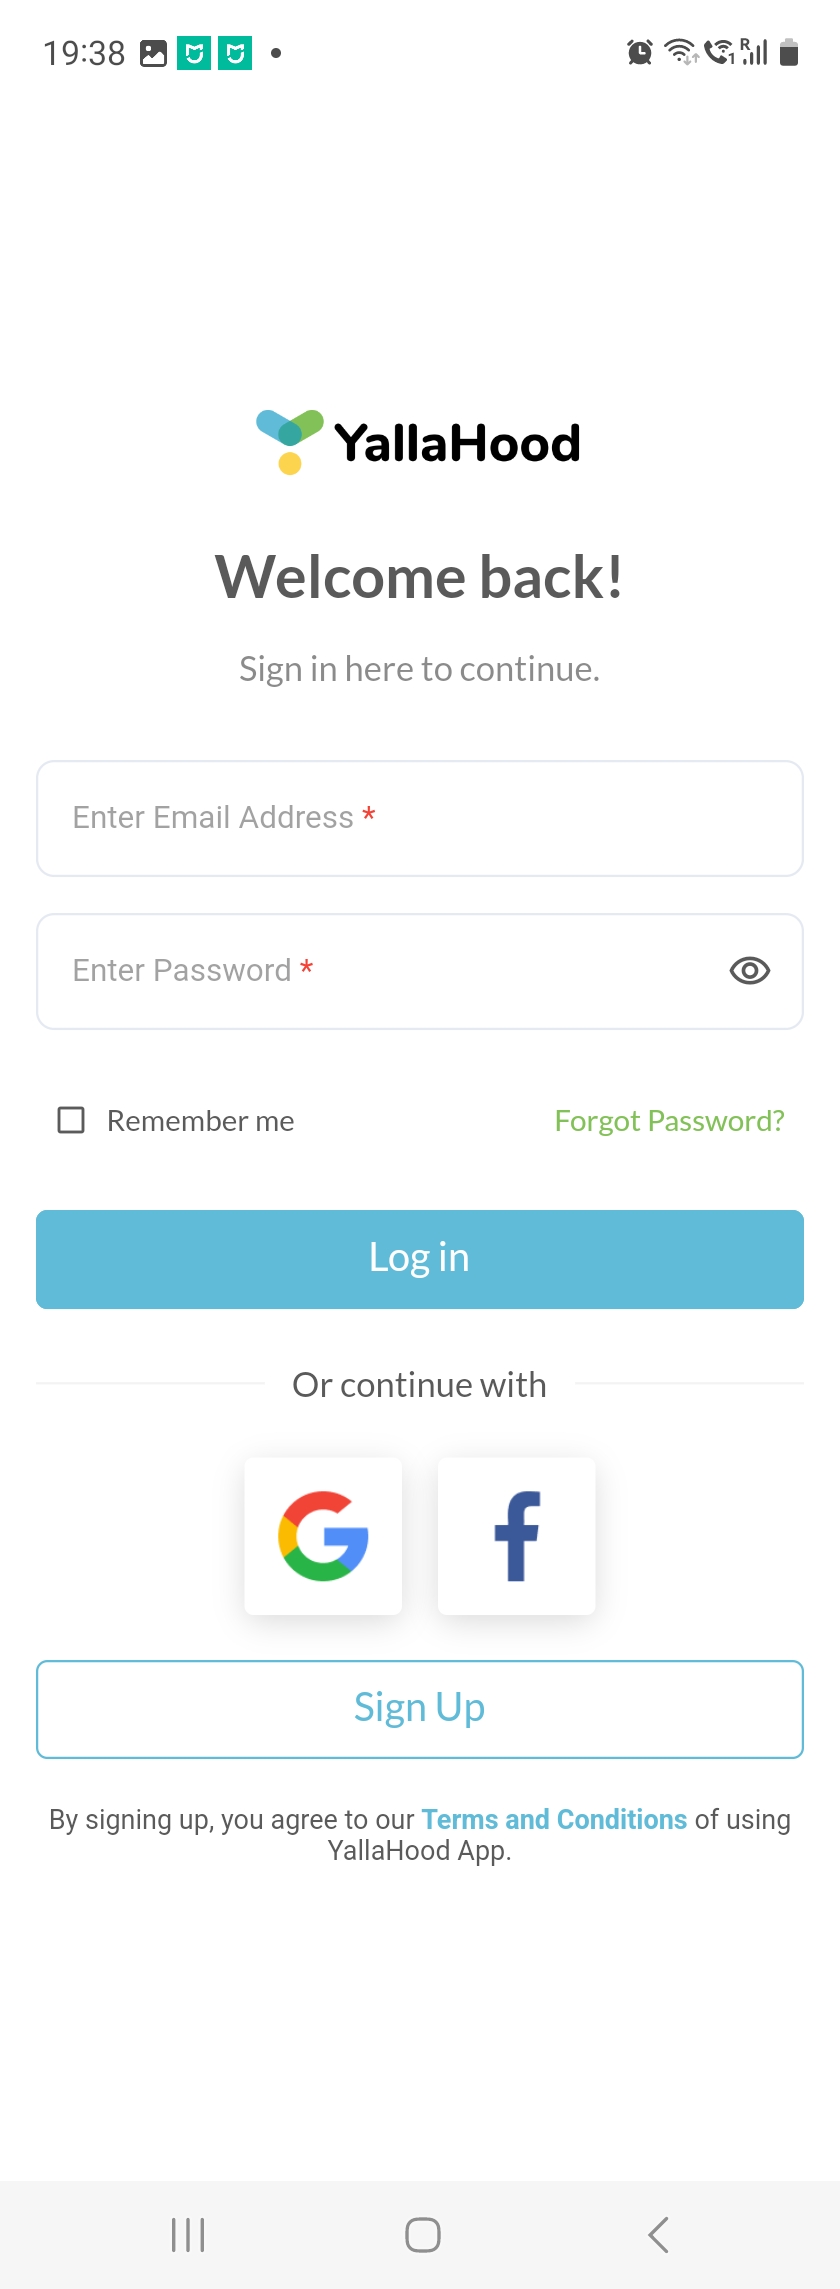 19:38
R
1
YallaHood
Welcome back!
Sign in here to continue.
Enter Email Address *
Enter Password *
Remember me
Forgot Password?
Log in
Or continue with
Sign Up
By signing up, you agree to our Terms and Conditions of using
YallaHood App.